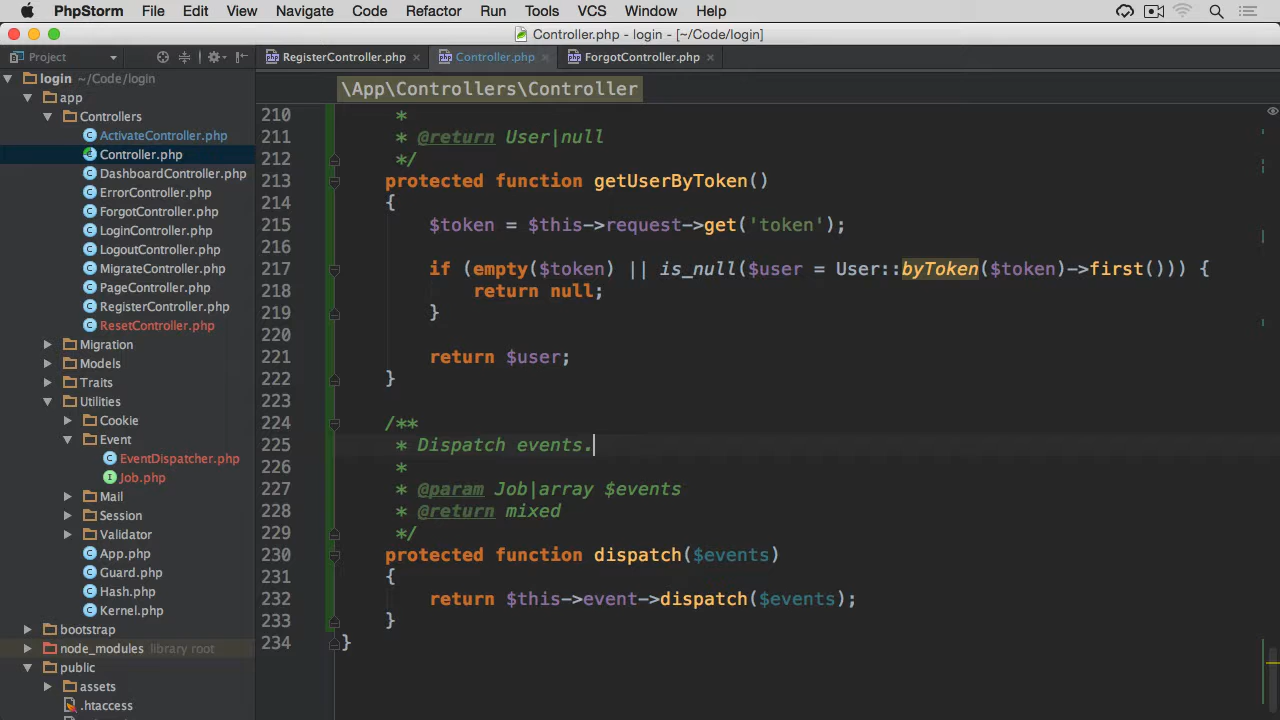 PhpStorm File Edit View Navigate Code Refactor Run Tools VCS Window Help
Controller.php - login - [~/Code/login]
Project
RegisterController.php
Controller.php
ForgotController.php
login ~/Code/login
app
Controllers
ActivateController.php
Controller.php
DashboardController.php
ErrorController.php
ForgotController.php
LoginController.php
LogoutController.php
MigrateController.php
PageController.php
RegisterController.php
ResetController.php
Migration
Models
Traits
Utilities
Cookie
Event
EventDispatcher.php
Job.php
Mail
Session
Validator
App.php
Guard.php
Hash.php
Kernel.php
bootstrap
node_modules library root
public
assets
.htaccess
\App\Controllers\Controller
210 *
211 * @return User|null
212 */
213 protected function getUserByToken()
214 {
215 $token = $this->request->get('token');
216
217 if (empty($token) || is_null($user = User::byToken($token)->first())) {
218 return null;
219 }
220
221 return $user;
222 }
223
224 /**
225 * Dispatch events.
226 *
227 * @param Job|array $events
228 * @return mixed
229 */
230 protected function dispatch($events)
231 {
232 return $this->event->dispatch($events);
233 }
234 }